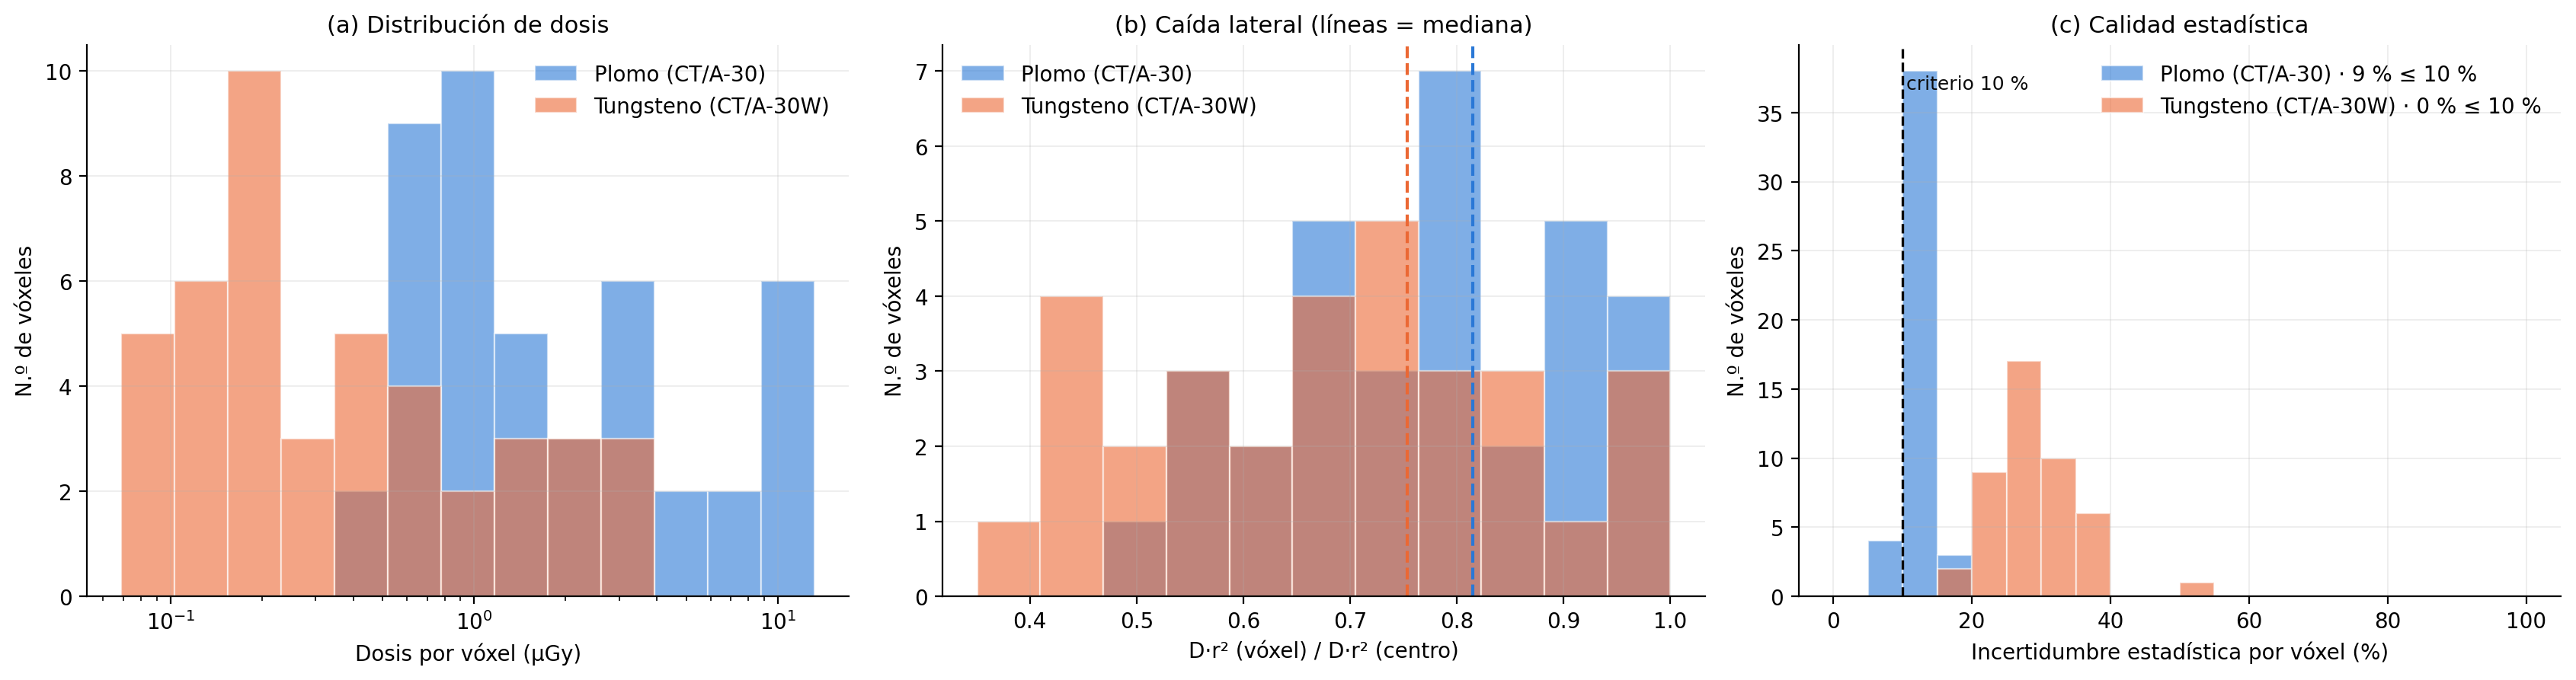 (a) Distribución de dosis
Plomo (CT/A-30)
Tungsteno (CT/A-30W)
N.º de vóxeles
10
8
6
4
2
0
10⁻¹
10⁰
10¹
Dosis por vóxel (µGy)
(b) Caída lateral (líneas = mediana)
Plomo (CT/A-30)
Tungsteno (CT/A-30W)
N.º de vóxeles
7
6
5
4
3
2
1
0
0.4
0.5
0.6
0.7
0.8
0.9
1.0
D·r² (vóxel) / D·r² (centro)
(c) Calidad estadística
criterio 10 %
Plomo (CT/A-30) · 9 % ≤ 10 %
Tungsteno (CT/A-30W) · 0 % ≤ 10 %
N.º de vóxeles
35
30
25
20
15
10
5
0
0
20
40
60
80
100
Incertidumbre estadística por vóxel (%)